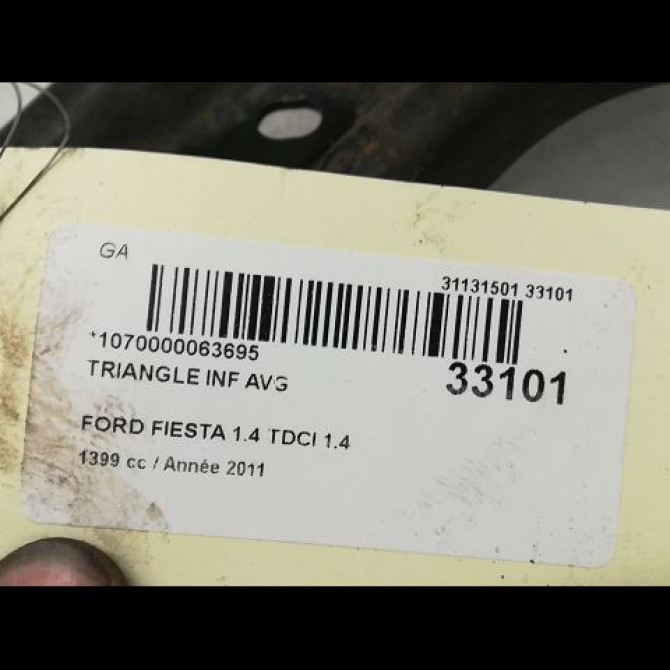 GA
31131501 33101
*1070000063695
33101
TRIANGLE INF AVG
FORD FIESTA 1.4 TDCI 1.4
1399 cc / Année 2011